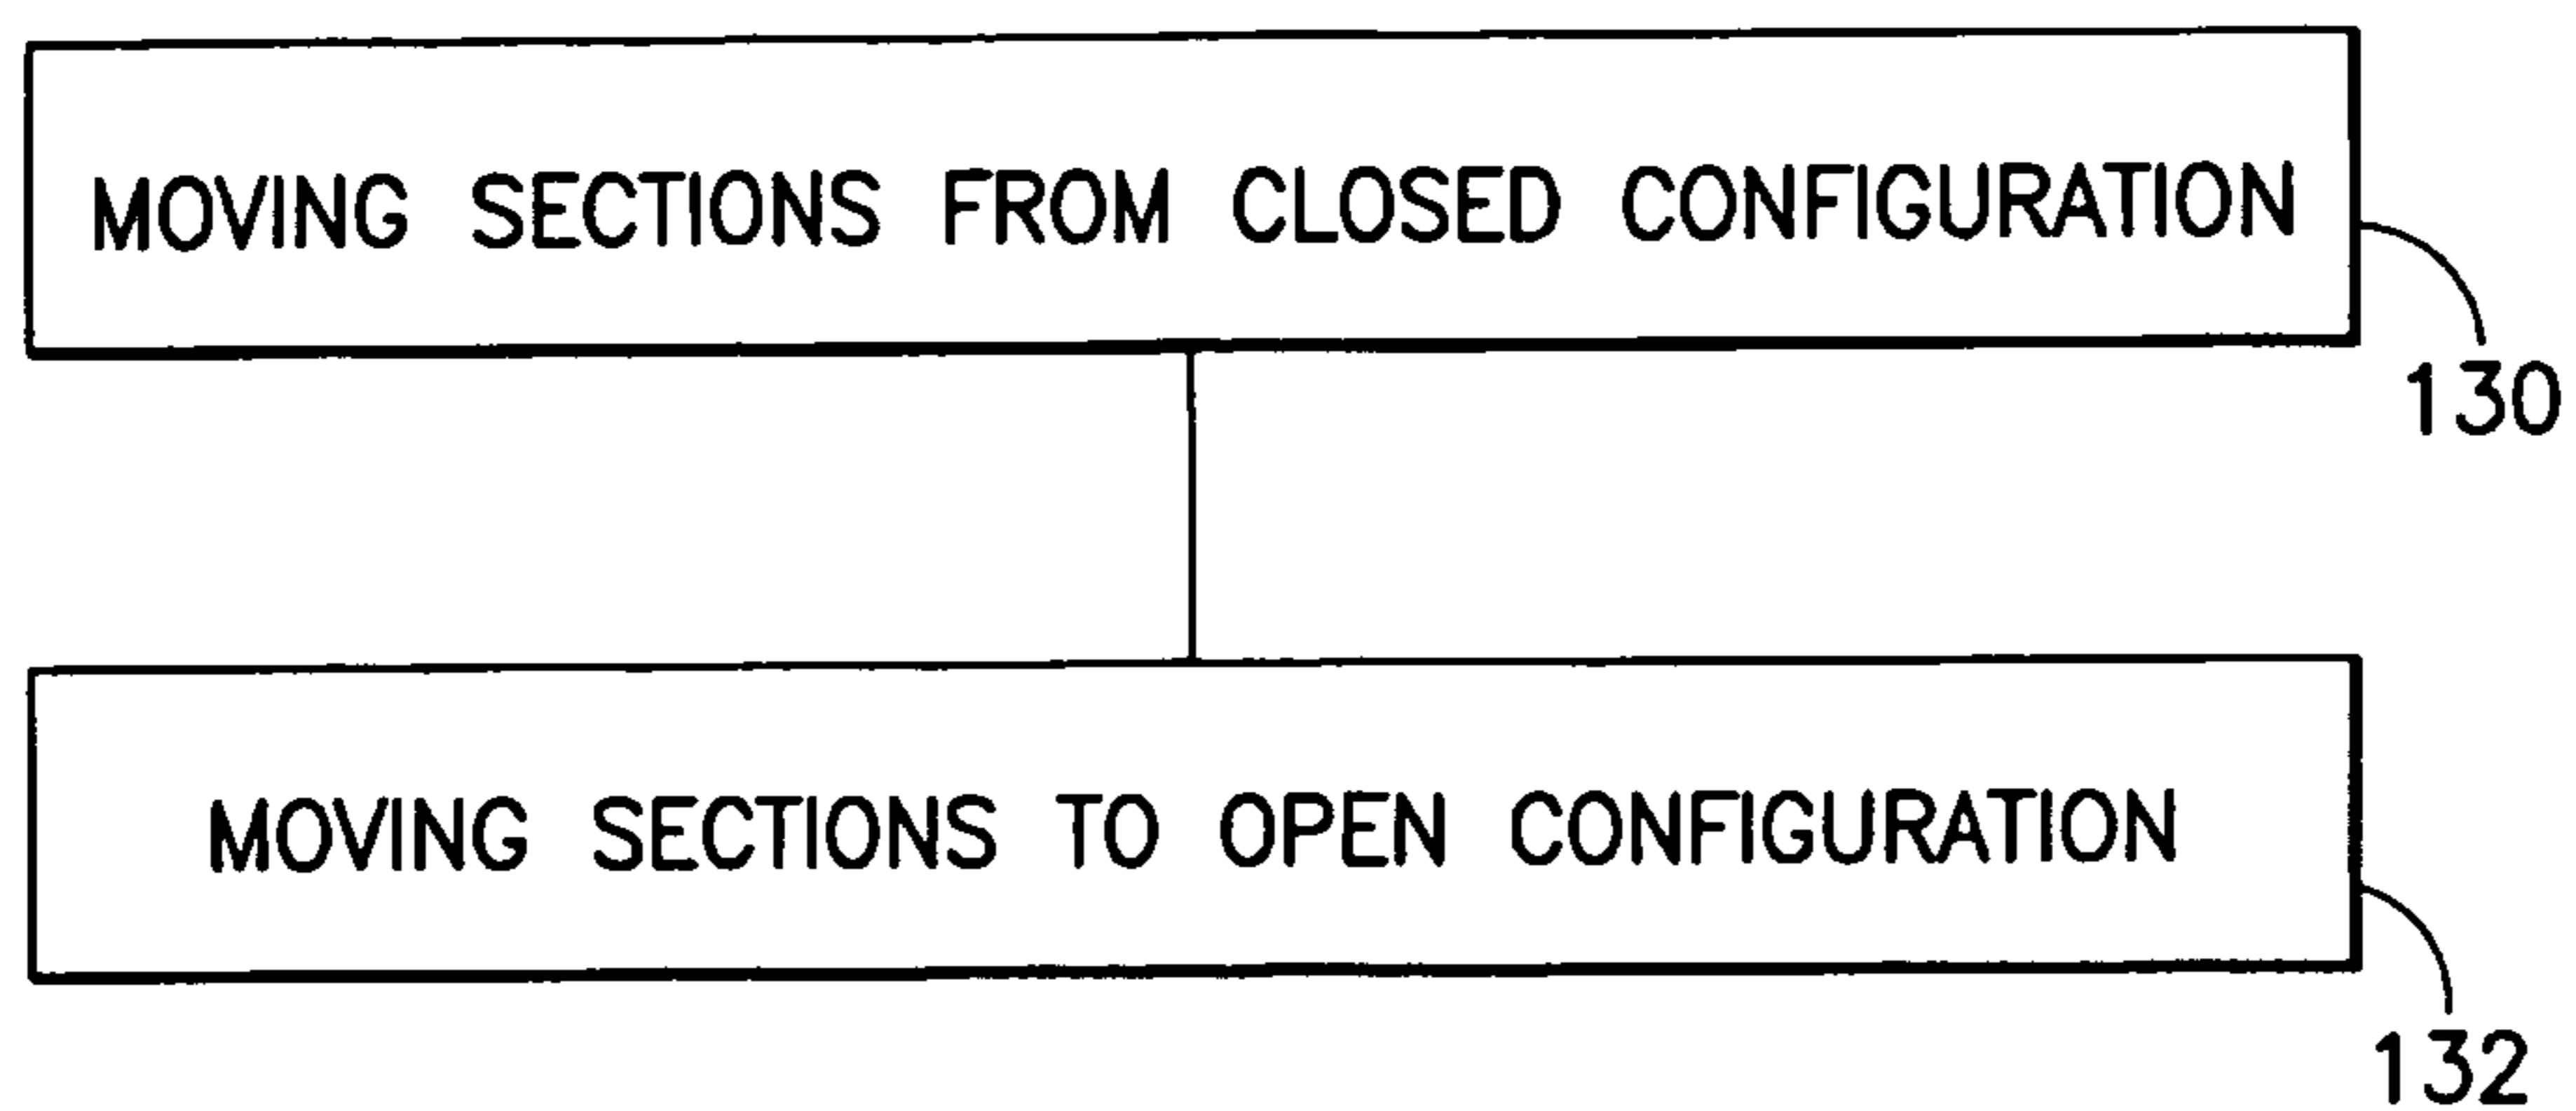 MOVING SECTIONS FROM CLOSED CONFIGURATION
130
MOVING SECTIONS TO OPEN CONFIGURATION
132